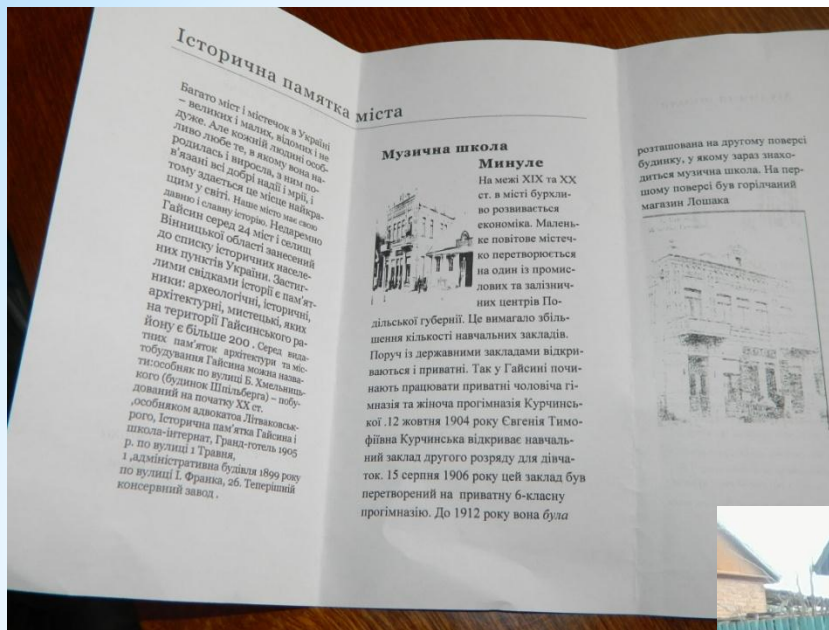 Історична памятка міста
Багато міст і містечок в Україні
– великих і малих, відомих і не
дуже. Але кожній людині особ-
ливо любе те, в якому вона на-
родилась і виросла, з ним по-
в'язані всі добрі надії і мрії, і
тому здається це місце найкра-
щим у світі. Наше місто має свою
давню і славну історію. Недаремно
Гайсин серед 24 міст і селищ
Вінницької області занесений
до списку історичних населе-
них пунктів України. Застиг-
лими свідками історії є пам'ят-
ники: археологічні, історичні,
архітектурні, мистецькі, яких
на території Гайсинського ра-
йону є більше 200 . Серед вида-
тних пам'яток архітектури та міс-
тобудування Гайсина можна назва-
ти:особняк по вулиці Б. Хмельниць-
кого (будинок Шпільберга) – побу-
дований на початку ХХ ст.
,особняком адвокатоа Літваковськ-
рого, Історична пам'ятка Гайсина і
школа-інтернат, Гранд-готель 1905
р. по вулиці 1 Травня,
1 ,адміністративна будівля 1899 року
по вулиці І. Франка, 26. Теперішній
консервний завод .
Музична школа
Минуле
На межі ХІХ та ХХ
ст. в місті бурхли-
во розвивається
економіка. Малень-
ке повітове містеч-
ко перетворюється
на один із промис-
лових та залізнич-
них центрів По-
дільської губернії. Це вимагало збіль-
шення кількості навчальних закладів.
Поруч із державними закладами відкри-
ваються і приватні. Так у Гайсині почи-
нають працювати приватні чоловіча гі-
мназія та жіноча прогімназія Курчинсь-
кої .12 жовтня 1904 року Євгенія Тимо-
фіївна Курчинська відкриває навчаль-
ний заклад другого розряду для дівча-
ток. 15 серпня 1906 року цей заклад був
перетворений на приватну 6-класну
прогімназію. До 1912 року вона була
розташована на другому поверсі
будинку, у якому зараз знахо-
диться музична школа. На пер-
шому поверсі був горілчаний
магазин Лошака